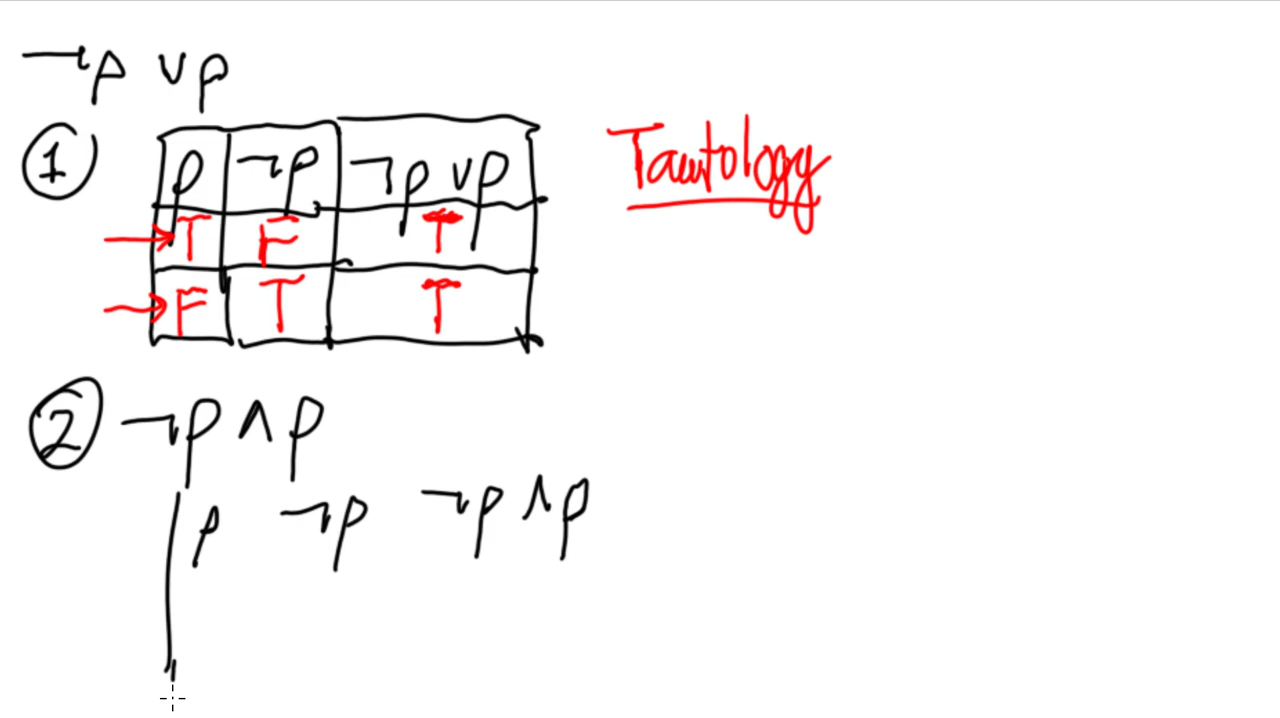 ¬p ∨ p
①
p ¬p ¬p ∨ p
T F T
F T T
Tautology
② ¬p ∧ p
p ¬p ¬p ∧ p